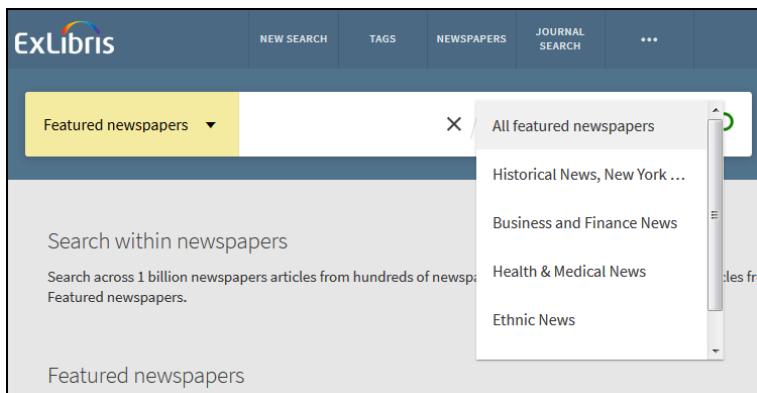 ExLibris
NEW SEARCH
TAGS
NEWSPAPERS
JOURNAL
SEARCH
...
Featured newspapers
All featured newspapers
Historical News, New York ...
Business and Finance News
Health & Medical News
Ethnic News
Search within newspapers
Search across 1 billion newspapers articles from hundreds of
Featured newspapers.
Featured newspapers